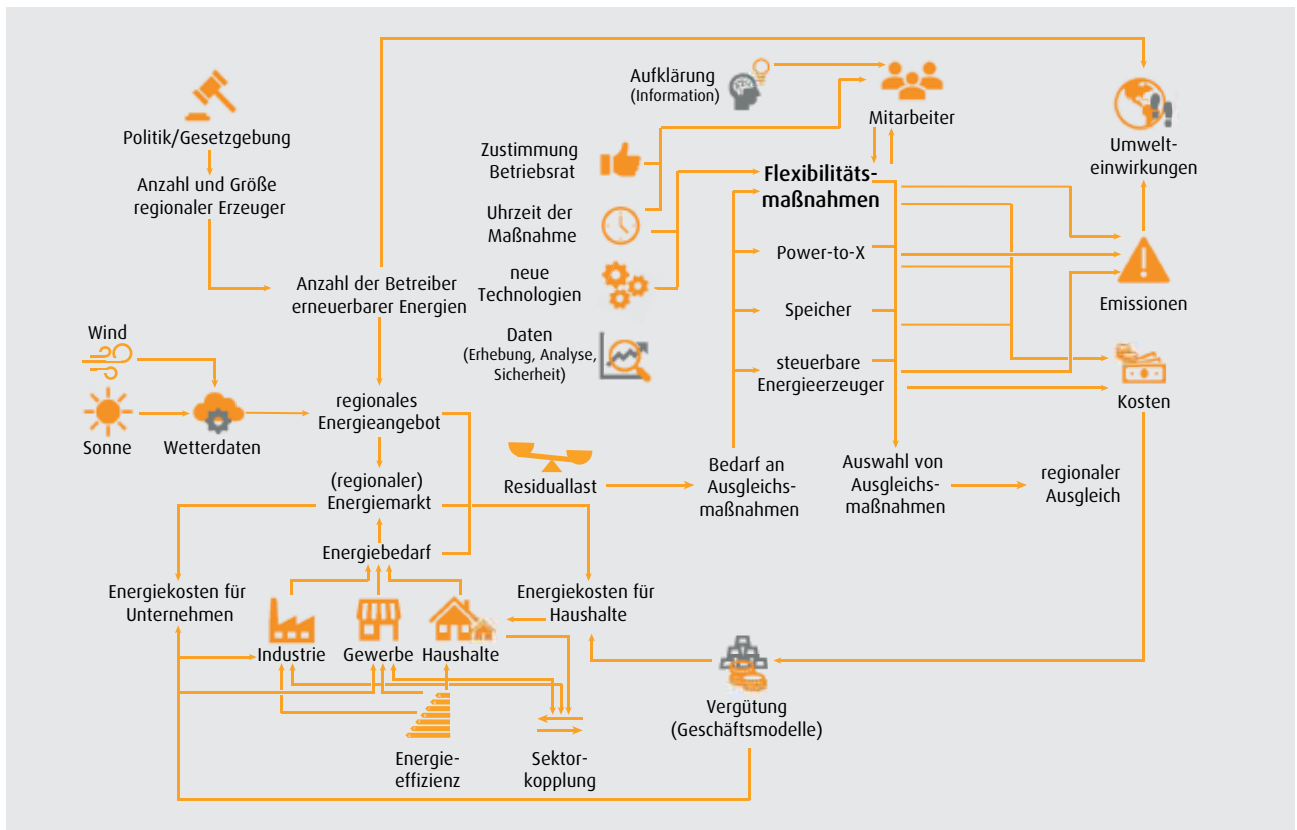 Aufklärung
(Information)
Mitarbeiter
Politik/Gesetzgebung
Umwelt-
einwirkungen
Zustimmung
Betriebsrat
Anzahl und Größe
regionaler Erzeuger
Flexibilitäts-
maßnahmen
Uhrzeit der
Maßnahme
Power-to-X
neue
Technologien
Anzahl der Betreiber
erneuerbarer Energien
Emissionen
Speicher
Wind
Daten
(Erhebung, Analyse,
Sicherheit)
steuerbare
Energieerzeuger
regionales
Energieangebot
Kosten
Sonne
Wetterdaten
(regionaler)
Energiemarkt
Residuallast
Bedarf an
Ausgleichs-
maßnahmen
Auswahl von
Ausgleichs-
maßnahmen
regionaler
Ausgleich
Energiebedarf
Energiekosten für
Unternehmen
Energiekosten für
Haushalte
Industrie
Gewerbe
Haushalte
Vergütung
(Geschäftsmodelle)
Energie-
effizienz
Sektor-
kopplung